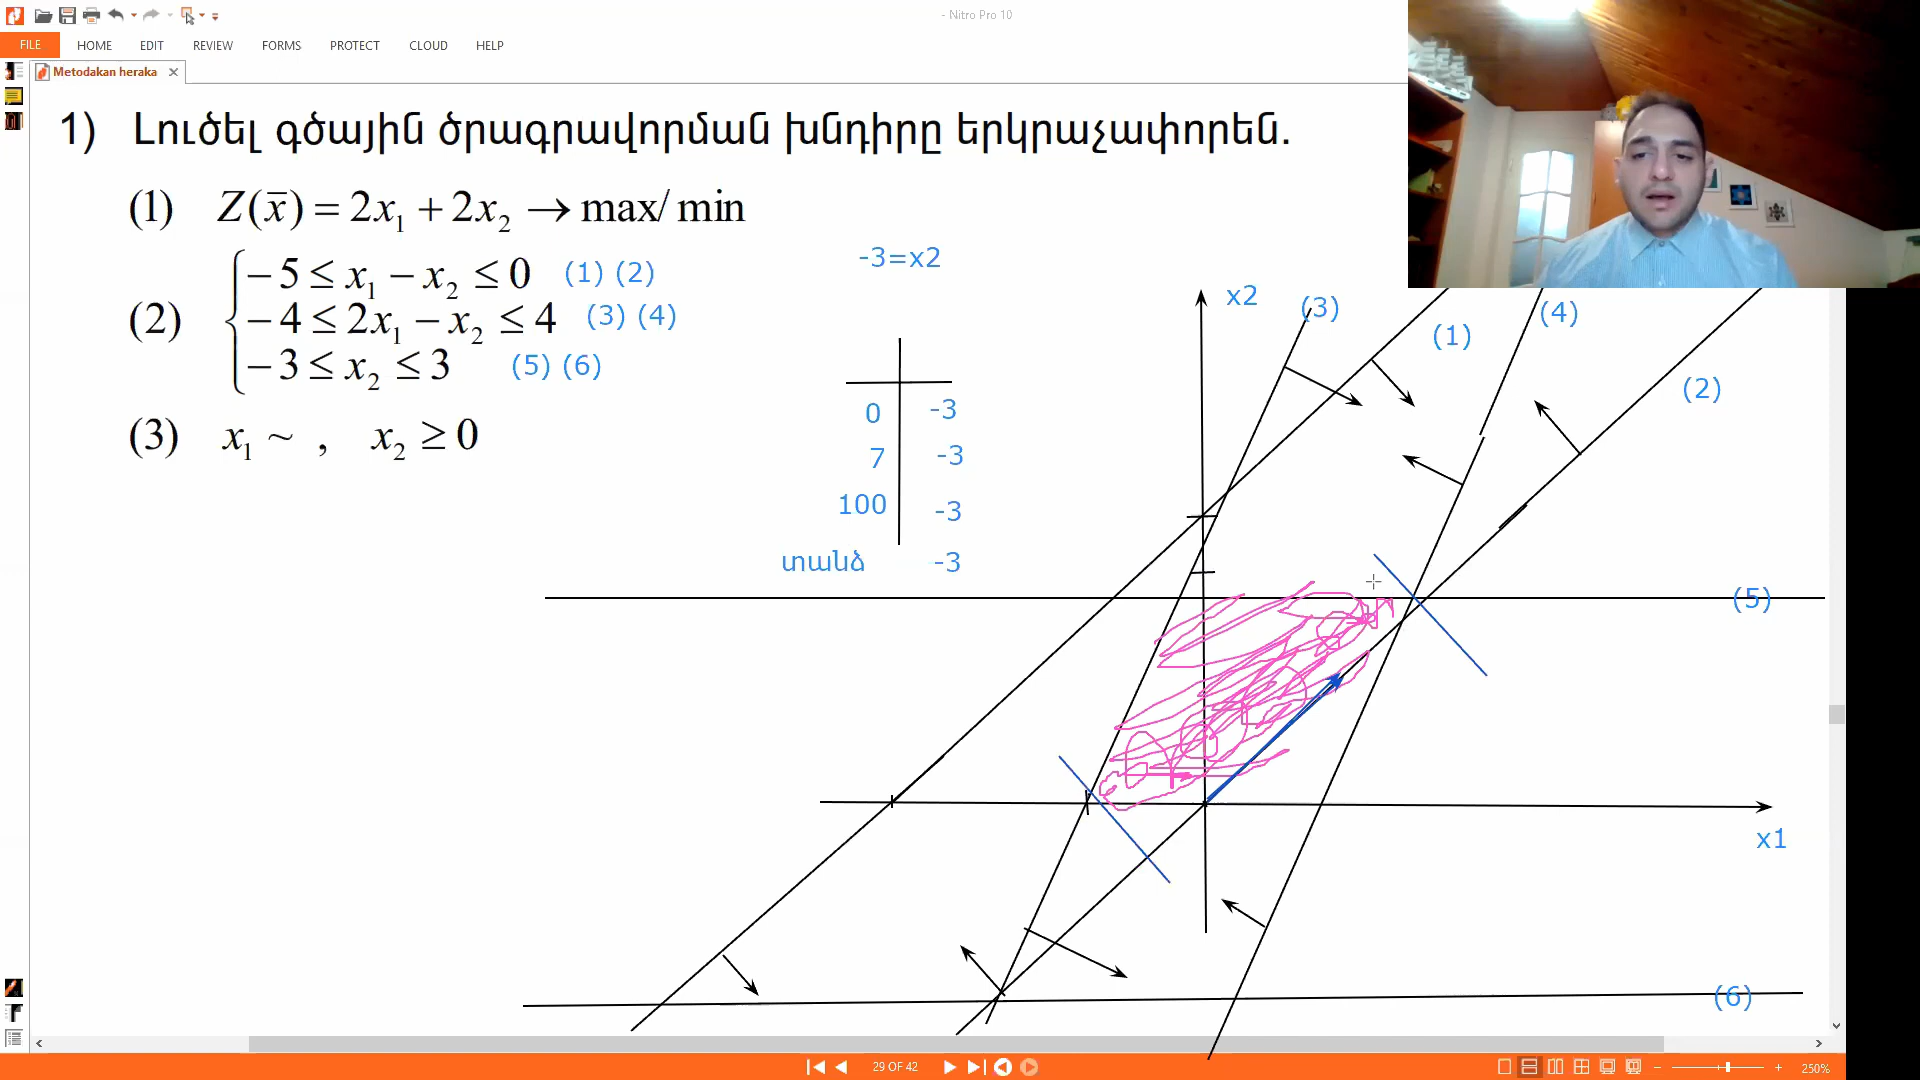 - Nitro Pro 10
FILE HOME EDIT REVIEW FORMS PROTECT CLOUD HELP
Metodakan heraka
1) Լուծել գծային ծրագրավորման խնդիրը երկրաչափորեն.
(1) Z(x̅) = 2x₁ + 2x₂ → max/ min
− 5 ≤ x₁ − x₂ ≤ 0 (1) (2)
(2) − 4 ≤ 2x₁ − x₂ ≤ 4 (3) (4)
− 3 ≤ x₂ ≤ 3 (5) (6)
(3) x₁ ~ , x₂ ≥ 0
-3=x2
0 -3
7 -3
100 -3
տանձ -3
x2
(3)
(1)
(4)
(2)
(5)
x1
(6)
29 OF 42
250%